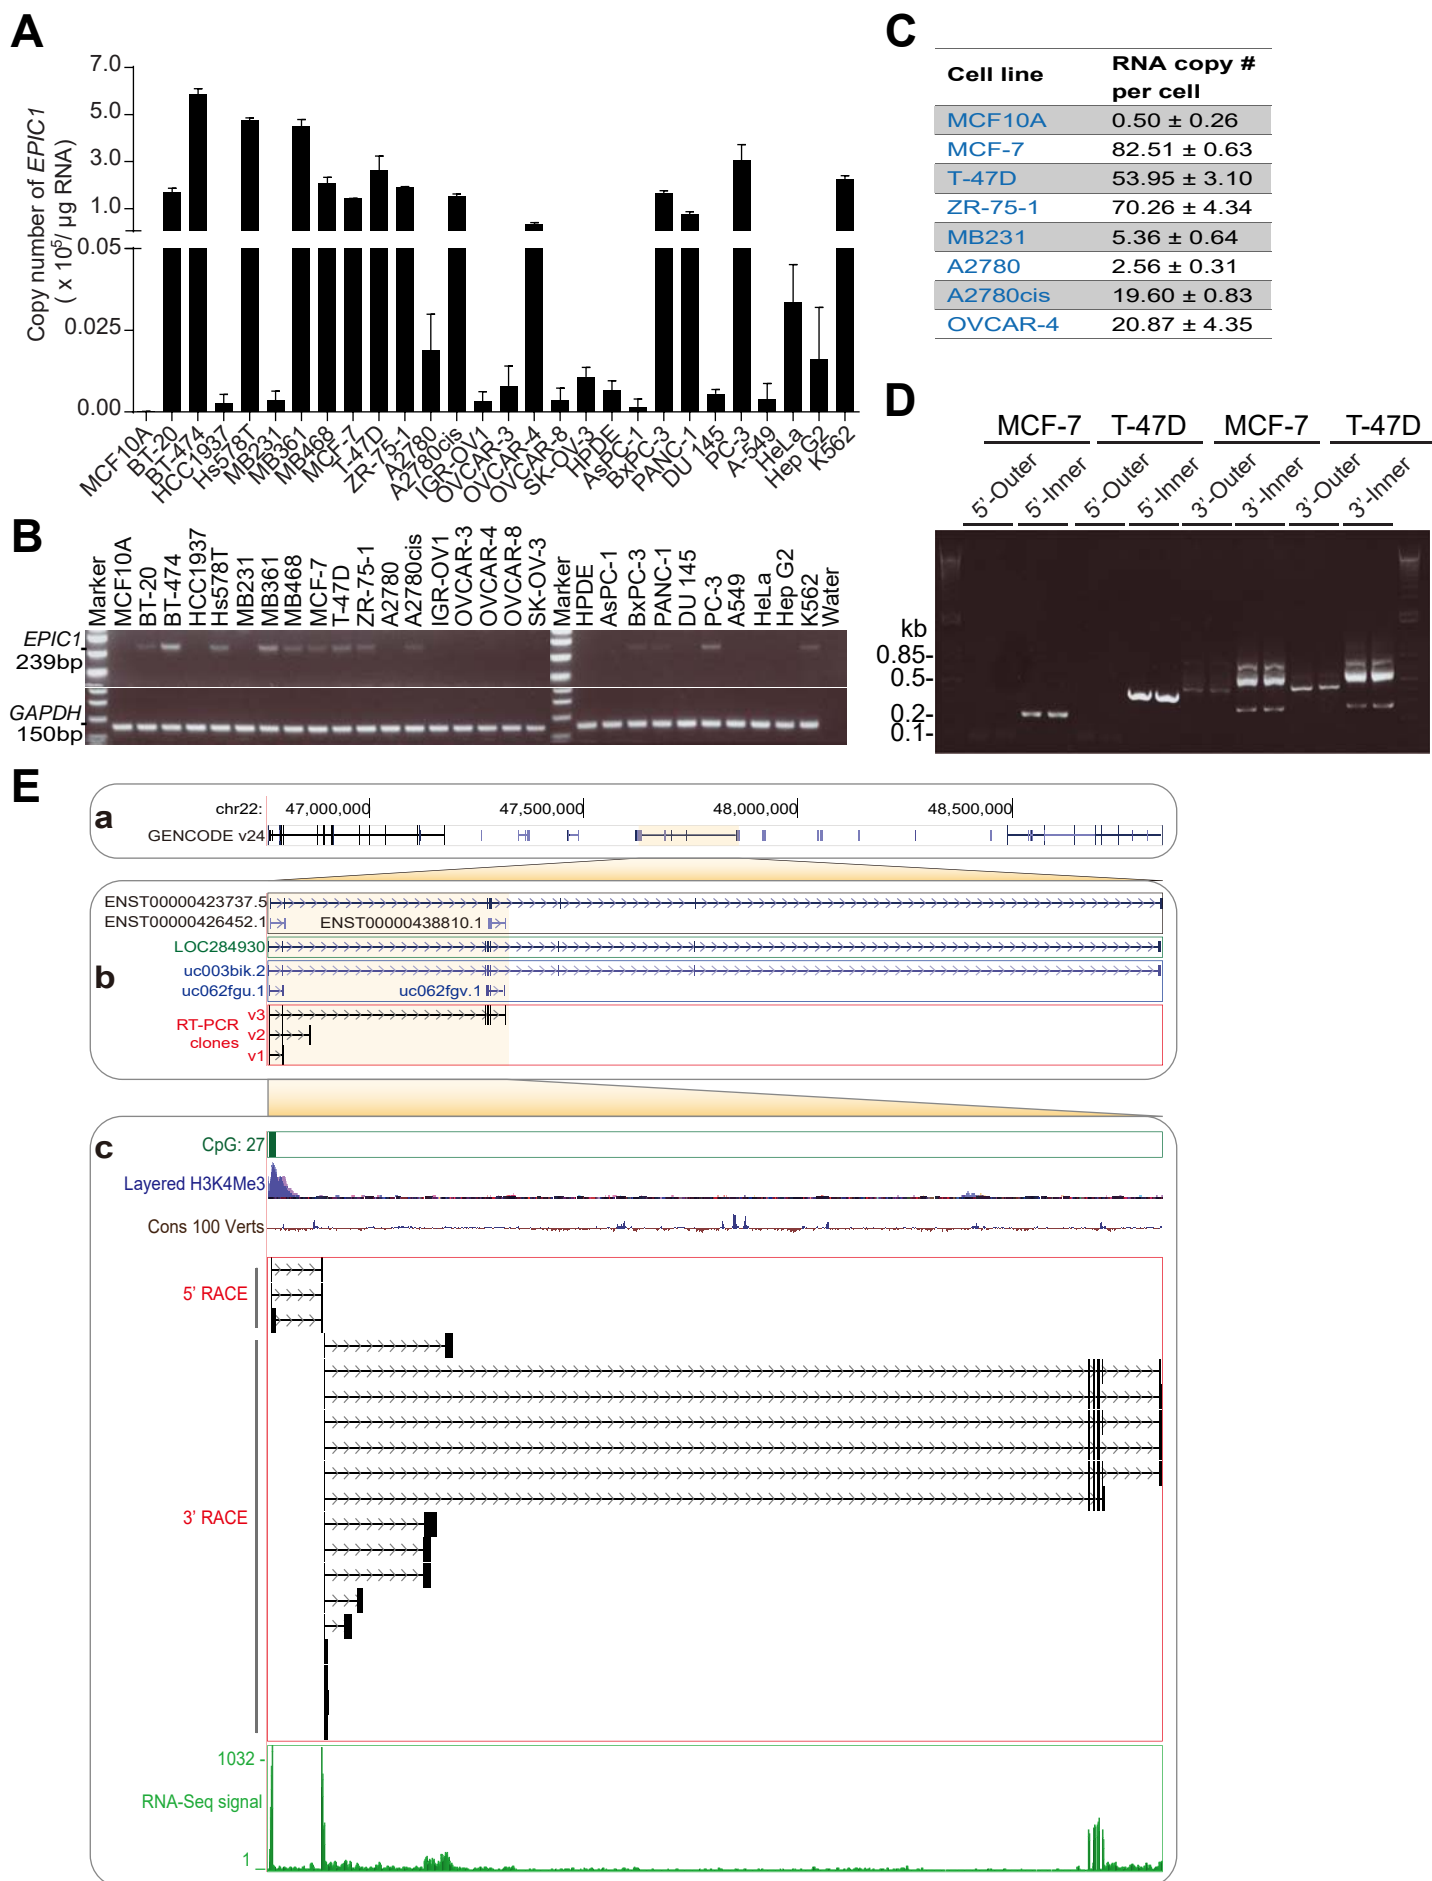 A
7.0
5.0
3.0
1.0
0.05
0.025
0.00
Copy number of EPIC1
( x 10⁵/ µg RNA)
MCF10A
BT-20
BT-474
HCC1937
Hs578T
MB231
MB361
MB468
MCF-7
T-47D
ZR-75-1
A2780
A2780cis
IGR-OV1
OVCAR-3
OVCAR-4
OVCAR-8
SK-OV-3
HPDE
AsPC-1
BxPC-3
PANC-1
DU 145
PC-3
A-549
HeLa
Hep G2
K562
B
Marker
MCF10A
BT-20
BT-474
HCC1937
Hs578T
MB231
MB361
MB468
MCF-7
T-47D
ZR-75-1
A2780
A2780cis
IGR-OV1
OVCAR-3
OVCAR-4
OVCAR-8
SK-OV-3
Marker
HPDE
AsPC-1
BxPC-3
PANC-1
DU 145
PC-3
A549
HeLa
Hep G2
K562
Water
EPIC1
239bp
GAPDH
150bp
C
Cell line RNA copy #
per cell
MCF10A 0.50 ± 0.26
MCF-7 82.51 ± 0.63
T-47D 53.95 ± 3.10
ZR-75-1 70.26 ± 4.34
MB231 5.36 ± 0.64
A2780 2.56 ± 0.31
A2780cis 19.60 ± 0.83
OVCAR-4 20.87 ± 4.35
D
MCF-7 T-47D MCF-7 T-47D
5'-Outer
5'-Inner
5'-Outer
5'-Inner
3'-Outer
3'-Inner
3'-Outer
3'-Inner
kb
0.85-
0.5-
0.2-
0.1-
E
a
chr22: 47,000,000 47,500,000 48,000,000 48,500,000
GENCODE v24
b
ENST00000423737.5
ENST00000426452.1 ENST00000438810.1
LOC284930
uc003bik.2
uc062fgu.1 uc062fgv.1
RT-PCR
clones
v3
v2
v1
c
CpG: 27
Layered H3K4Me3
Cons 100 Verts
5' RACE
3' RACE
1032 -
RNA-Seq signal
1 _